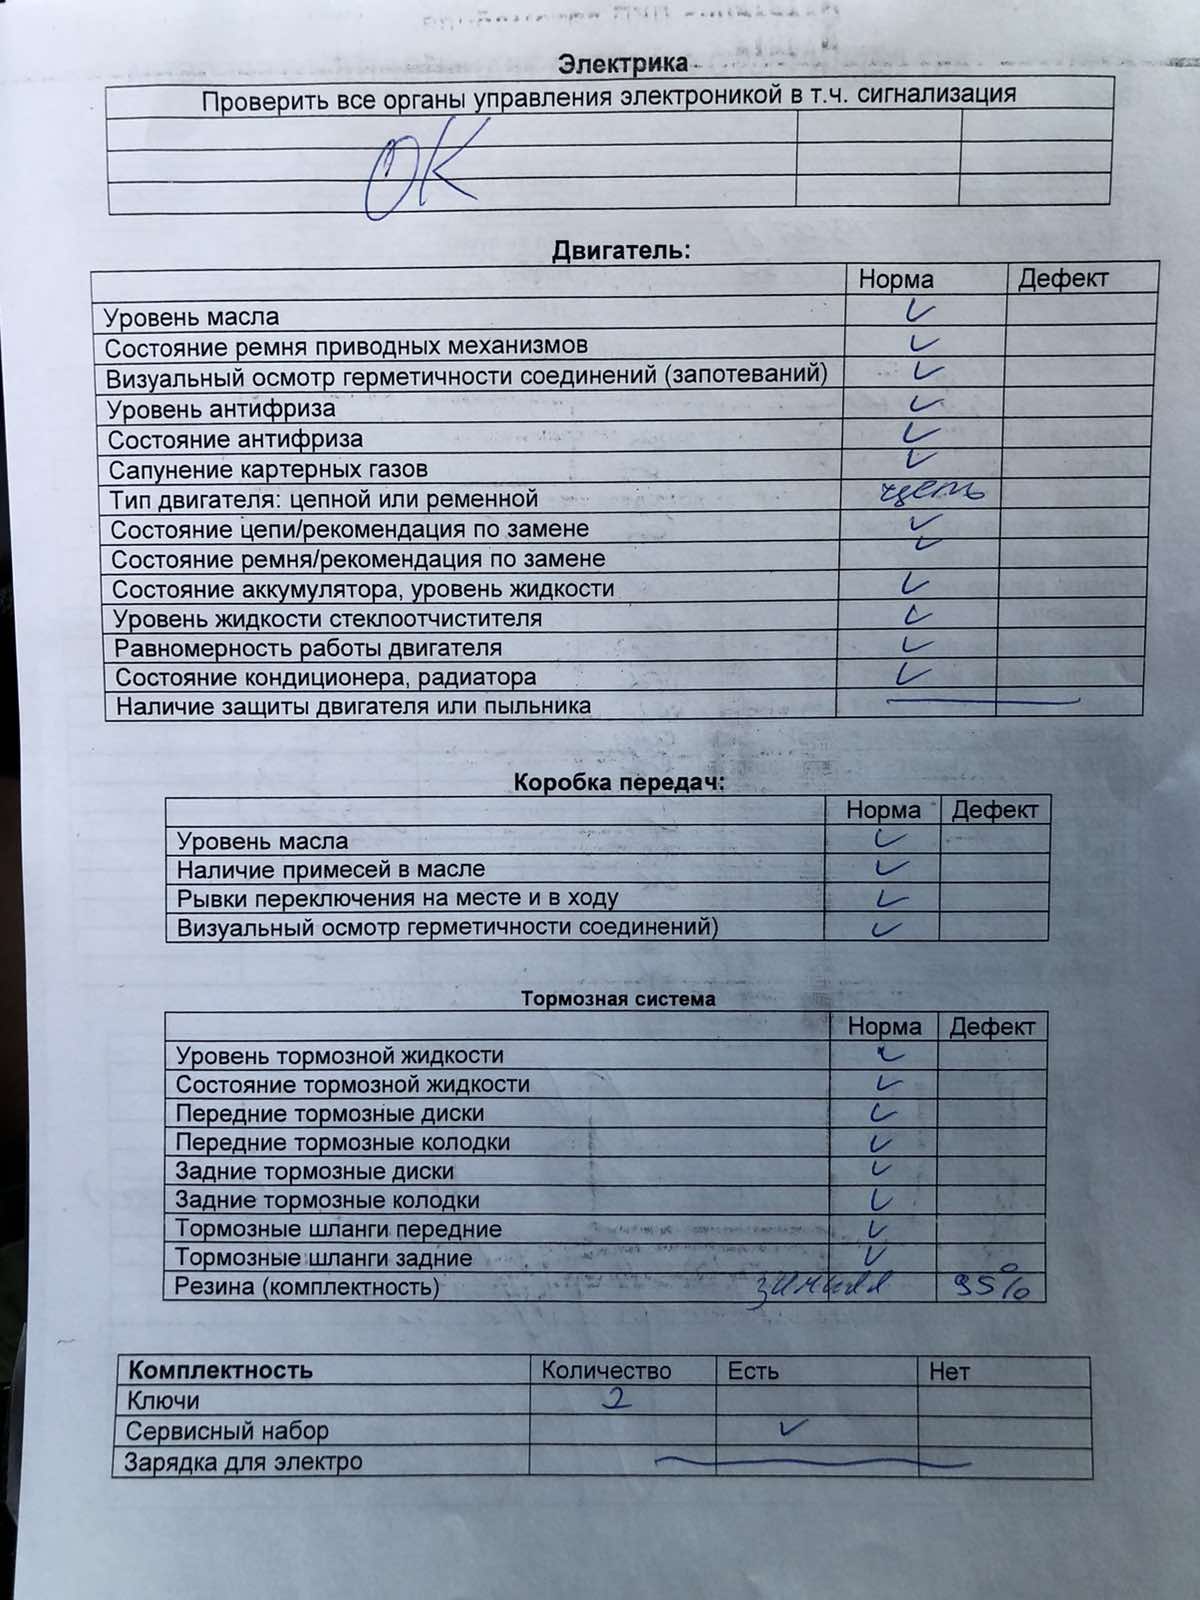 Электрика
Проверить все органы управления электроникой в т.ч. сигнализация
ОК
Двигатель:
Норма Дефект
Уровень масла ✓
Состояние ремня приводных механизмов ✓
Визуальный осмотр герметичности соединений (запотеваний) ✓
Уровень антифриза ✓
Состояние антифриза ✓
Сапунение картерных газов ✓
Тип двигателя: цепной или ременной цепь
Состояние цепи/рекомендация по замене ✓
Состояние ремня/рекомендация по замене ✓
Состояние аккумулятора, уровень жидкости ✓
Уровень жидкости стеклоотчистителя ✓
Равномерность работы двигателя ✓
Состояние кондиционера, радиатора ✓
Наличие защиты двигателя или пыльника —
Коробка передач:
Норма Дефект
Уровень масла ✓
Наличие примесей в масле ✓
Рывки переключения на месте и в ходу ✓
Визуальный осмотр герметичности соединений) ✓
Тормозная система
Норма Дефект
Уровень тормозной жидкости ✓
Состояние тормозной жидкости ✓
Передние тормозные диски ✓
Передние тормозные колодки ✓
Задние тормозные диски ✓
Задние тормозные колодки ✓
Тормозные шланги передние ✓
Тормозные шланги задние ✓
Резина (комплектность) зимняя 95%
Комплектность Количество Есть Нет
Ключи 2
Сервисный набор ✓
Зарядка для электро —